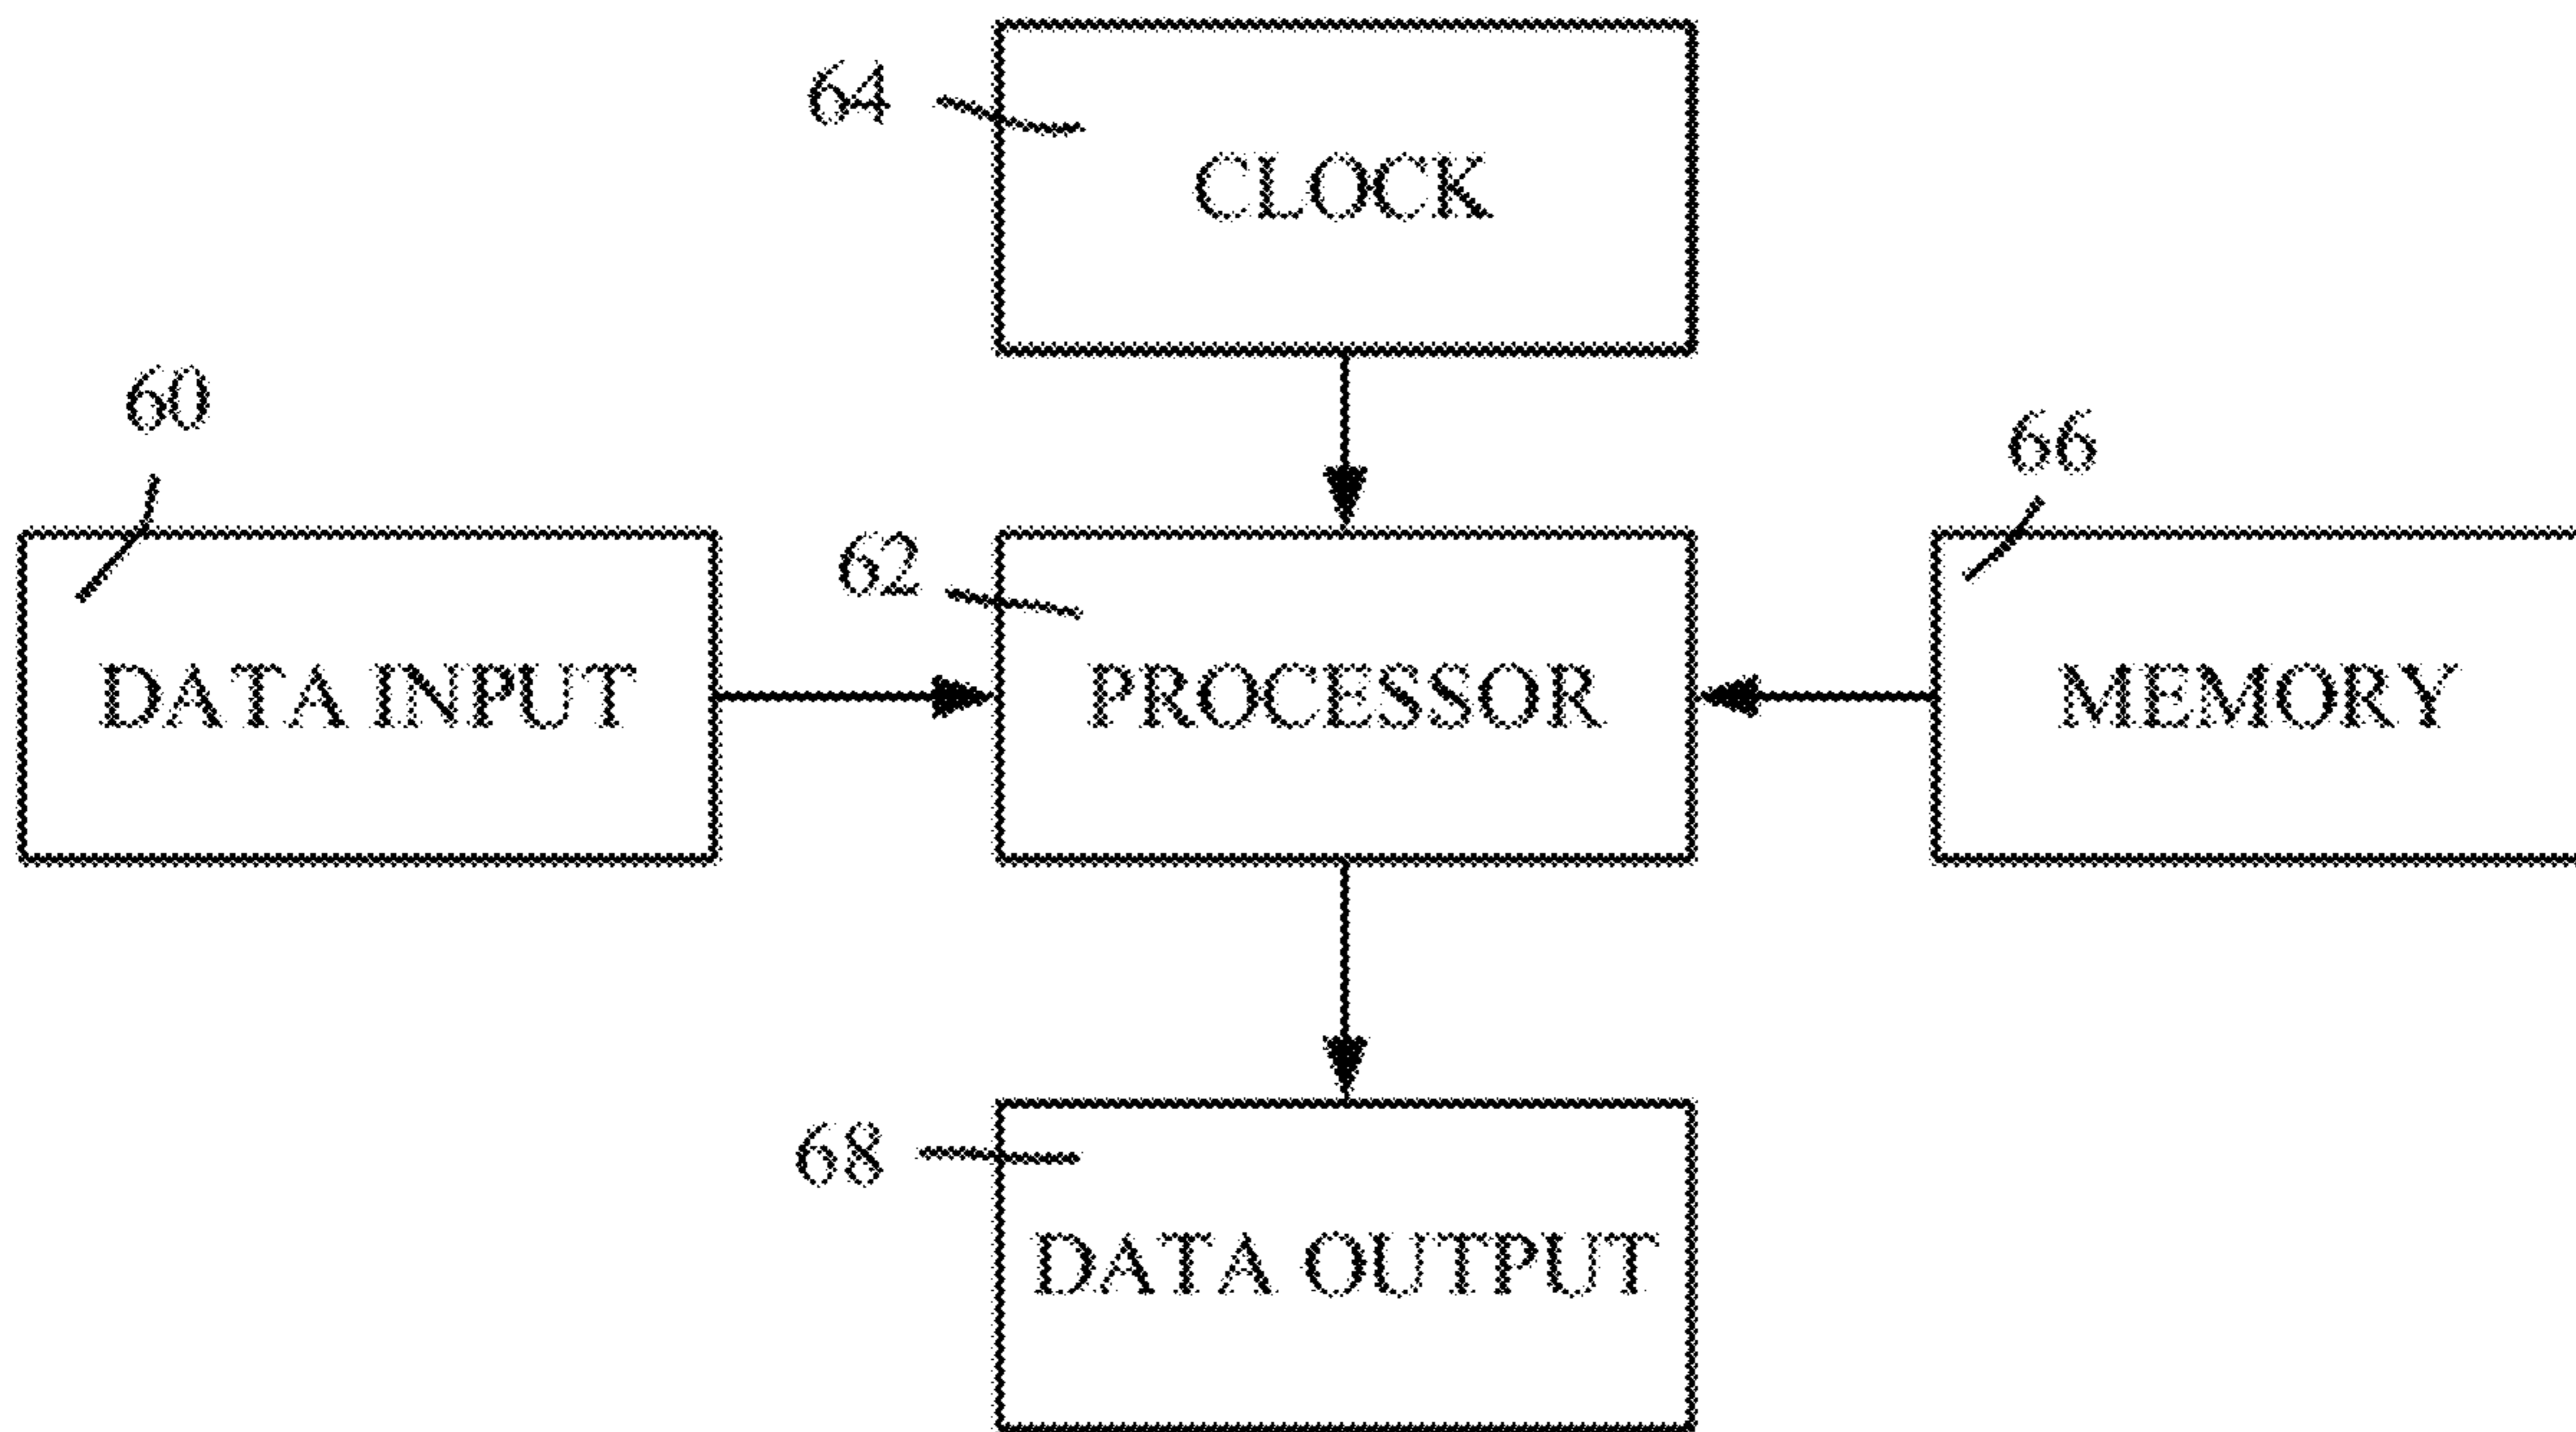 64
CLOCK
60
66
62
DATA INPUT
PROCESSOR
MEMORY
68
DATA OUTPUT